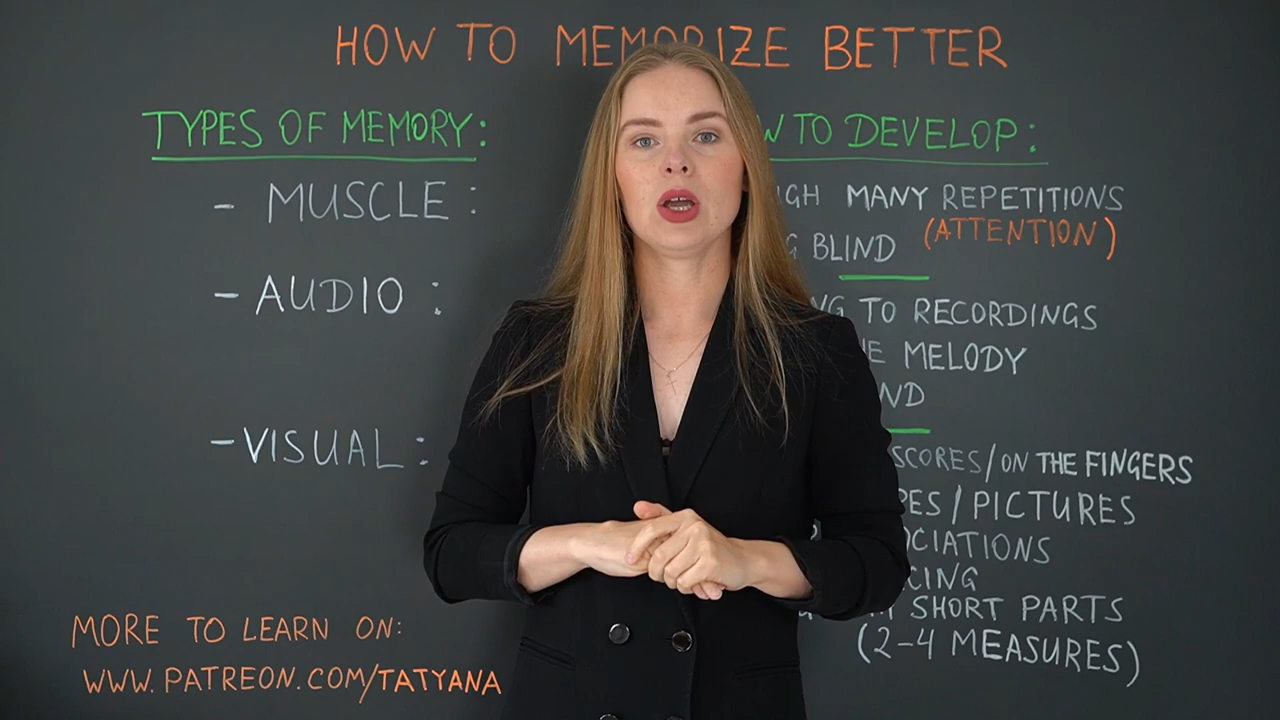 HOW TO MEMORIZE BETTER
TYPES OF MEMORY:
- MUSCLE:
- AUDIO:
- VISUAL:
MORE TO LEARN ON:
WWW.PATREON.COM/TATYANA
TO DEVELOP:
MANY REPETITIONS
(ATTENTION)
BLIND
TO RECORDINGS
MELODY
SCORES/ON THE FINGERS
/PICTURES
SHORT PARTS
(2-4 MEASURES)